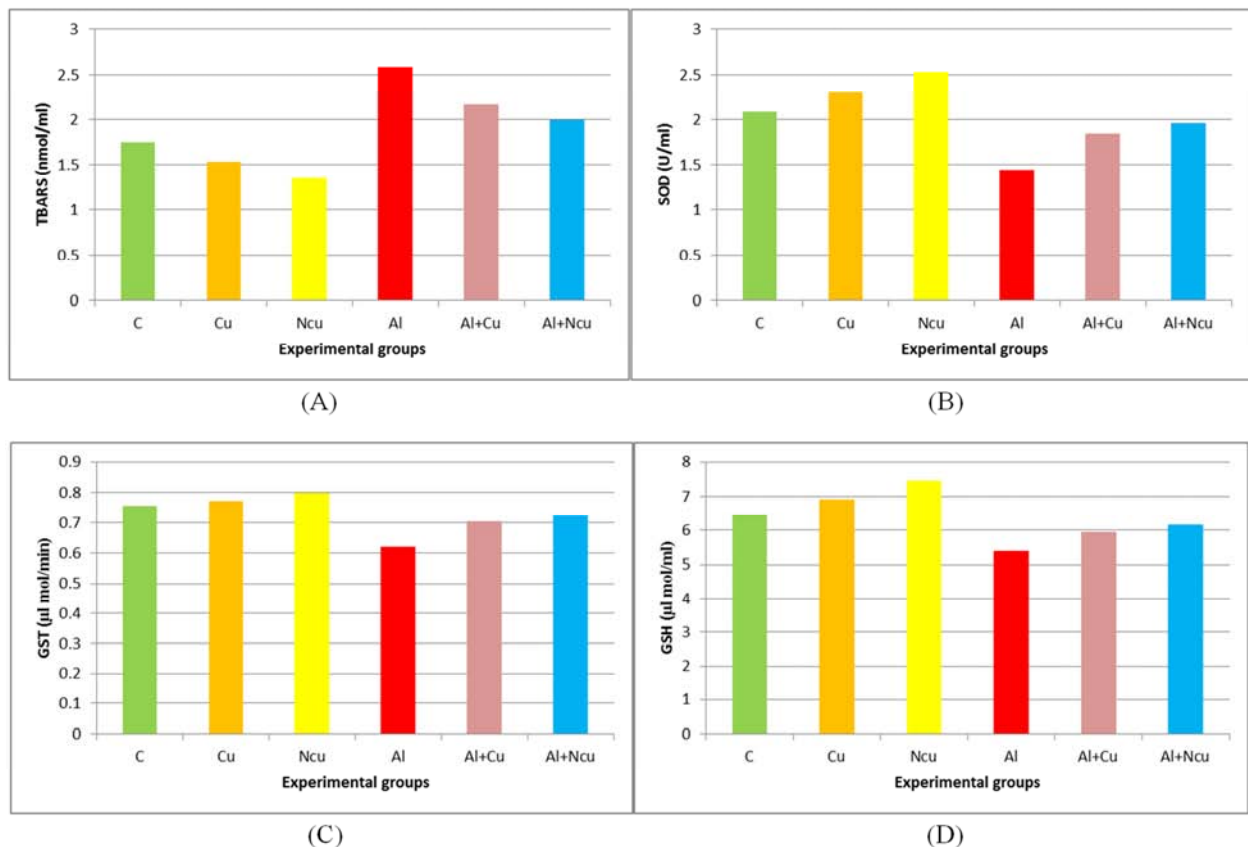 TBARS (nmol/ml)
3
2.5
2
1.5
1
0.5
0
C Cu Ncu Al Al+Cu Al+Ncu
Experimental groups
(A)
SOD (U/ml)
3
2.5
2
1.5
1
0.5
0
C Cu Ncu Al Al+Cu Al+Ncu
Experimental groups
(B)
GST (µl mol/min)
0.9
0.8
0.7
0.6
0.5
0.4
0.3
0.2
0.1
0
C Cu Ncu Al Al+Cu Al+Ncu
Experimental groups
(C)
GSH (µl mol/ml)
8
7
6
5
4
3
2
1
0
C Cu Ncu Al Al+Cu Al+Ncu
Experimental groups
(D)